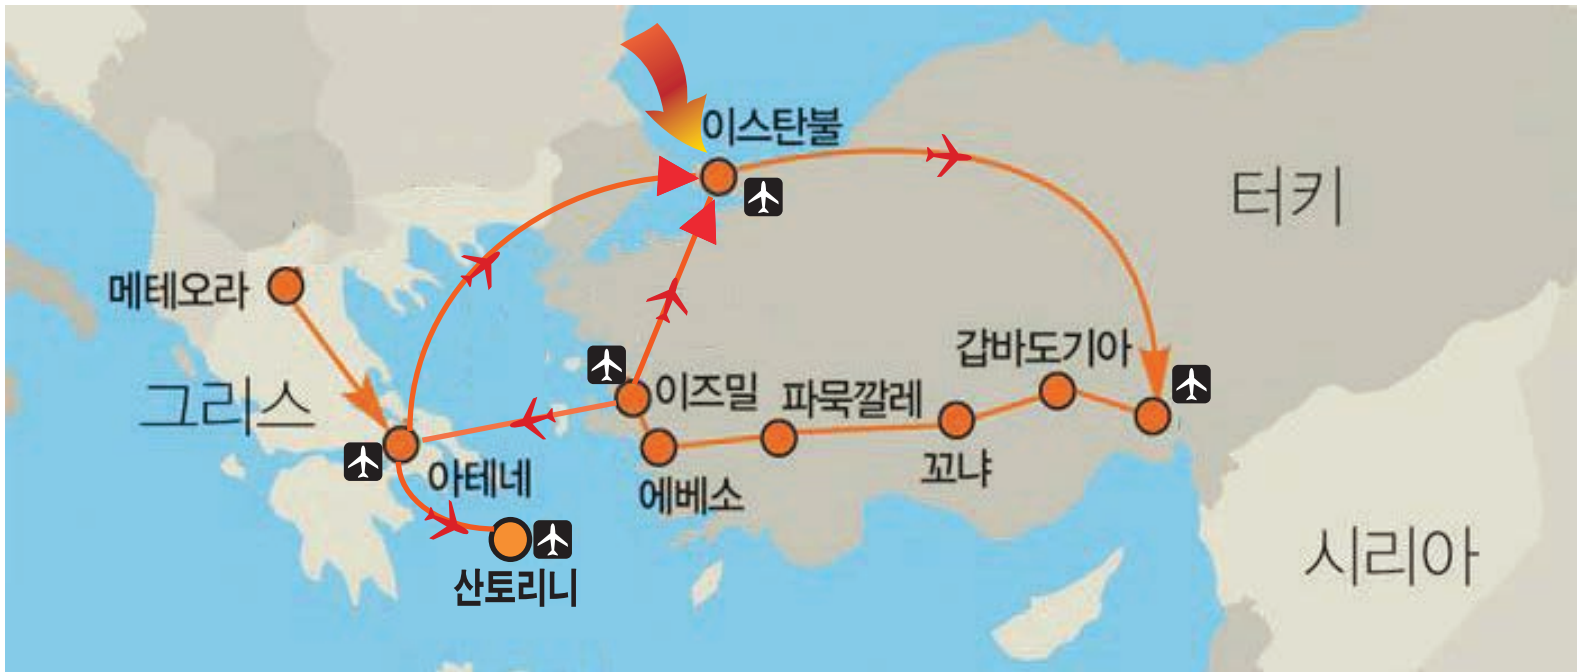 이스탄불
터키
메테오라
갑바도기아
그리스
이즈밀
파묵깔레
아테네
에베소
꼬냐
산토리니
시리아